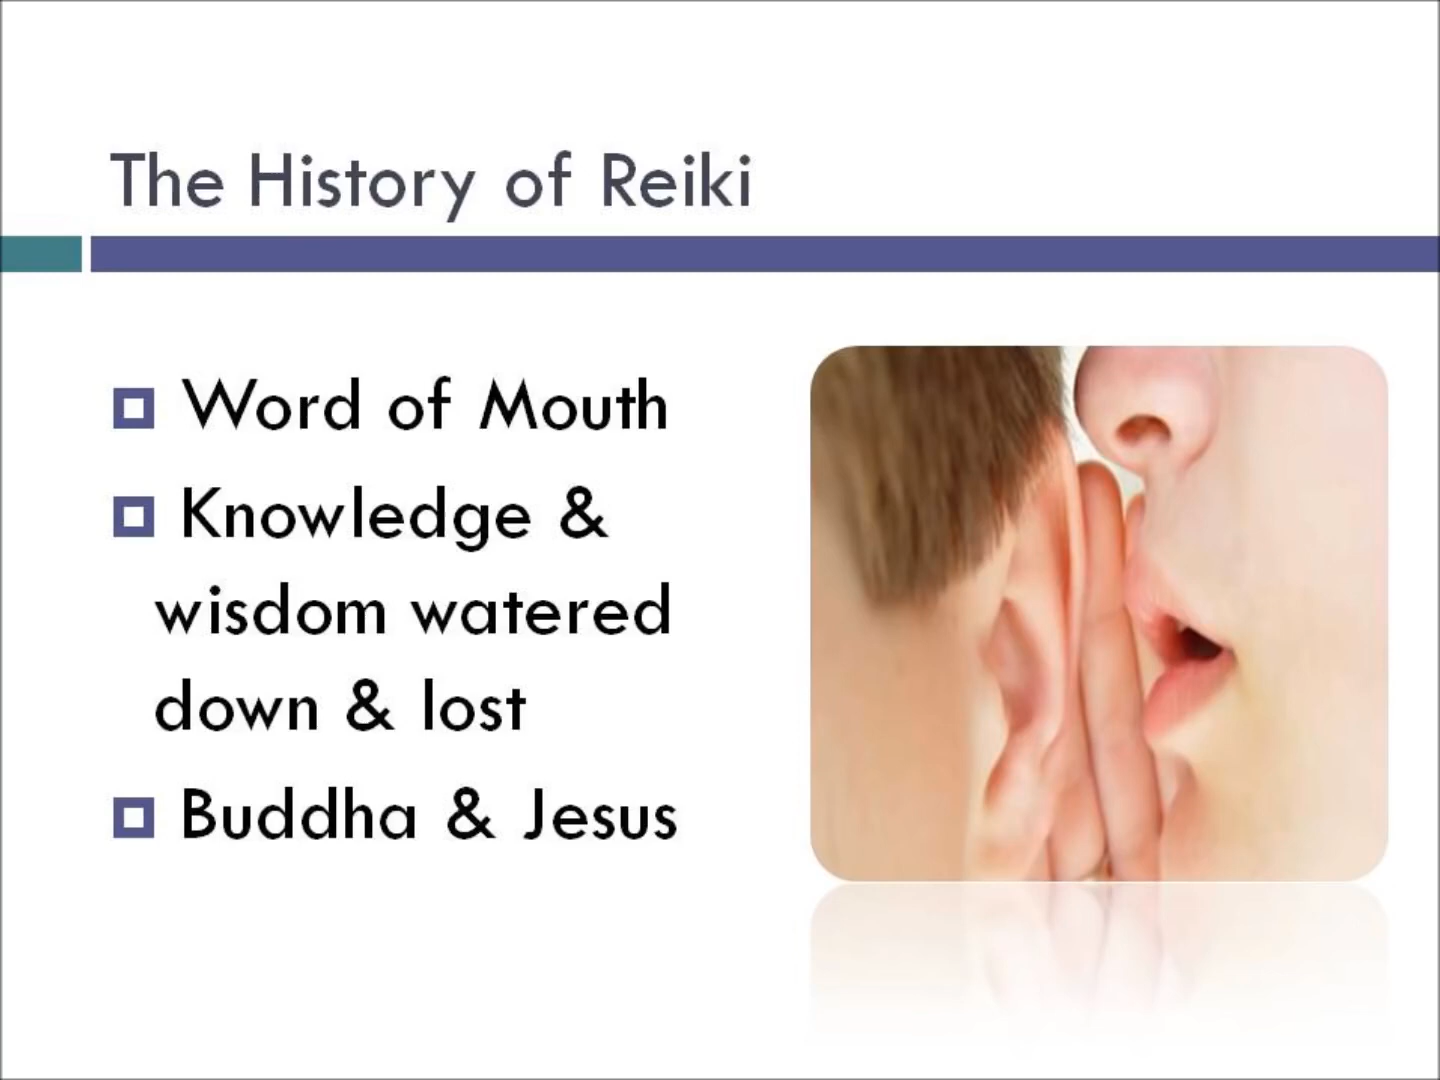 The History of Reiki
Word of Mouth
Knowledge &
wisdom watered
down & lost
Buddha & Jesus